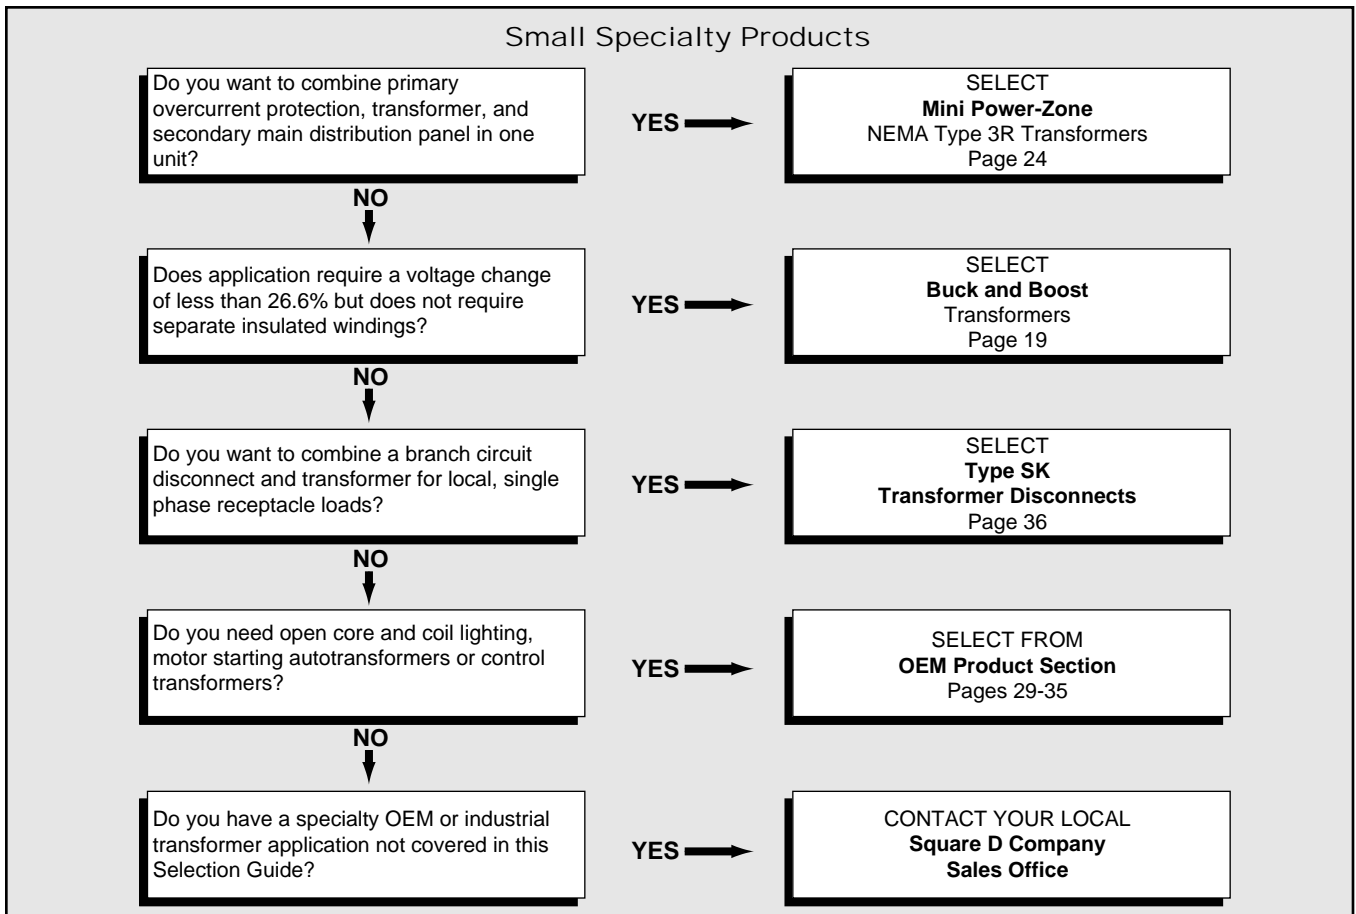 Small Specialty Products
Do you want to combine primary
overcurrent protection, transformer, and
secondary main distribution panel in one
unit?
YES
SELECT
Mini Power-Zone
NEMA Type 3R Transformers
Page 24
NO
Does application require a voltage change
of less than 26.6% but does not require
separate insulated windings?
YES
SELECT
Buck and Boost
Transformers
Page 19
NO
Do you want to combine a branch circuit
disconnect and transformer for local, single
phase receptacle loads?
YES
SELECT
Type SK
Transformer Disconnects
Page 36
NO
Do you need open core and coil lighting,
motor starting autotransformers or control
transformers?
YES
SELECT FROM
OEM Product Section
Pages 29-35
NO
Do you have a specialty OEM or industrial
transformer application not covered in this
Selection Guide?
YES
CONTACT YOUR LOCAL
Square D Company
Sales Office